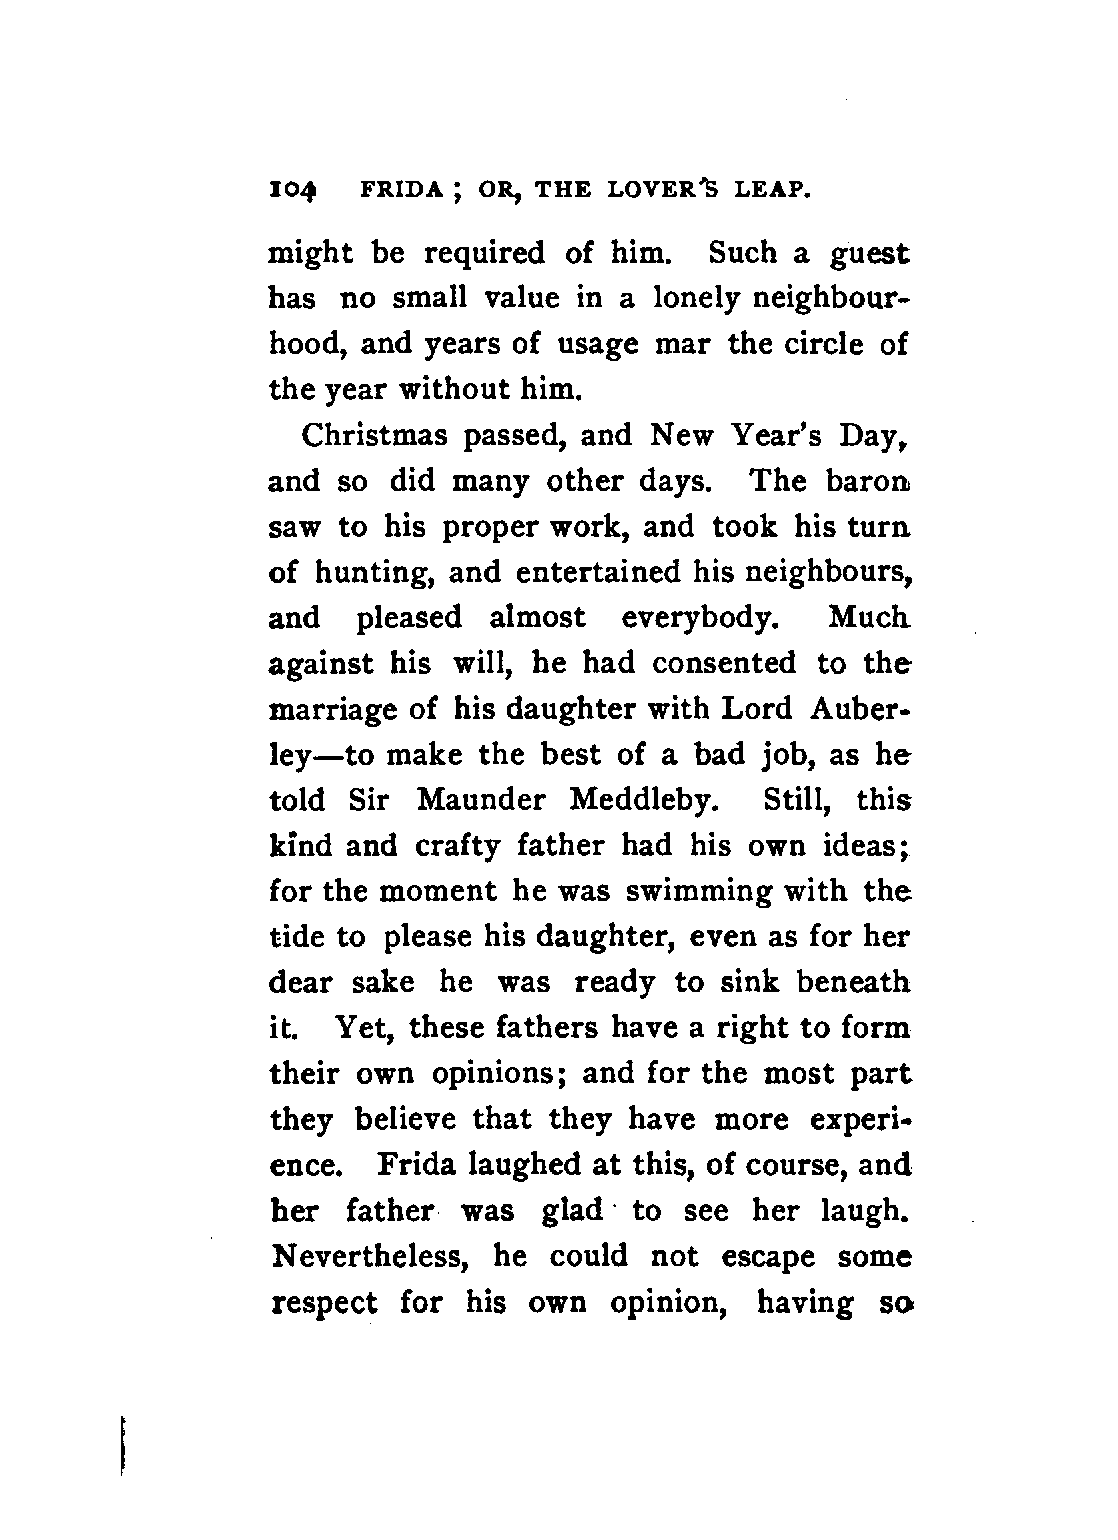 104 FRIDA ; OR, THE LOVER'S LEAP.
might be required of him. Such a guest
has no small value in a lonely neighbour-
hood, and years of usage mar the circle of
the year without him.
Christmas passed, and New Year's Day,
and so did many other days. The baron
saw to his proper work, and took his turn
of hunting, and entertained his neighbours,
and pleased almost everybody. Much
against his will, he had consented to the
marriage of his daughter with Lord Auber-
ley—to make the best of a bad job, as he
told Sir Maunder Meddleby. Still, this
kind and crafty father had his own ideas;
for the moment he was swimming with the
tide to please his daughter, even as for her
dear sake he was ready to sink beneath
it. Yet, these fathers have a right to form
their own opinions; and for the most part
they believe that they have more experi-
ence. Frida laughed at this, of course, and
her father was glad to see her laugh.
Nevertheless, he could not escape some
respect for his own opinion, having so